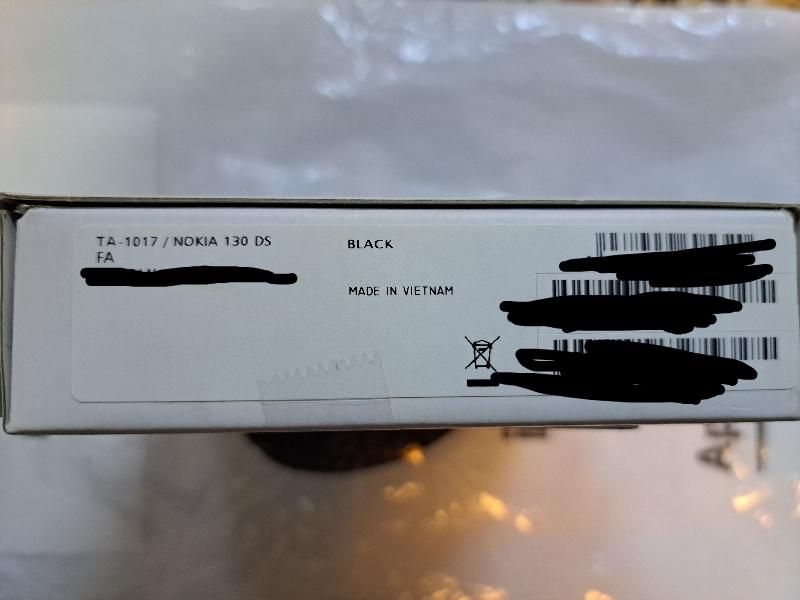 TA-1017 / NOKIA 130 DS
FA
BLACK
MADE IN VIETNAM